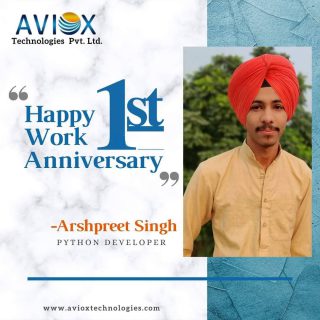 AVIOX
Technologies Pvt. Ltd.
“
Happy
Work
Anniversary
1st
”
-Arshpreet Singh
PYTHON DEVELOPER
www.avioxtechnologies.com